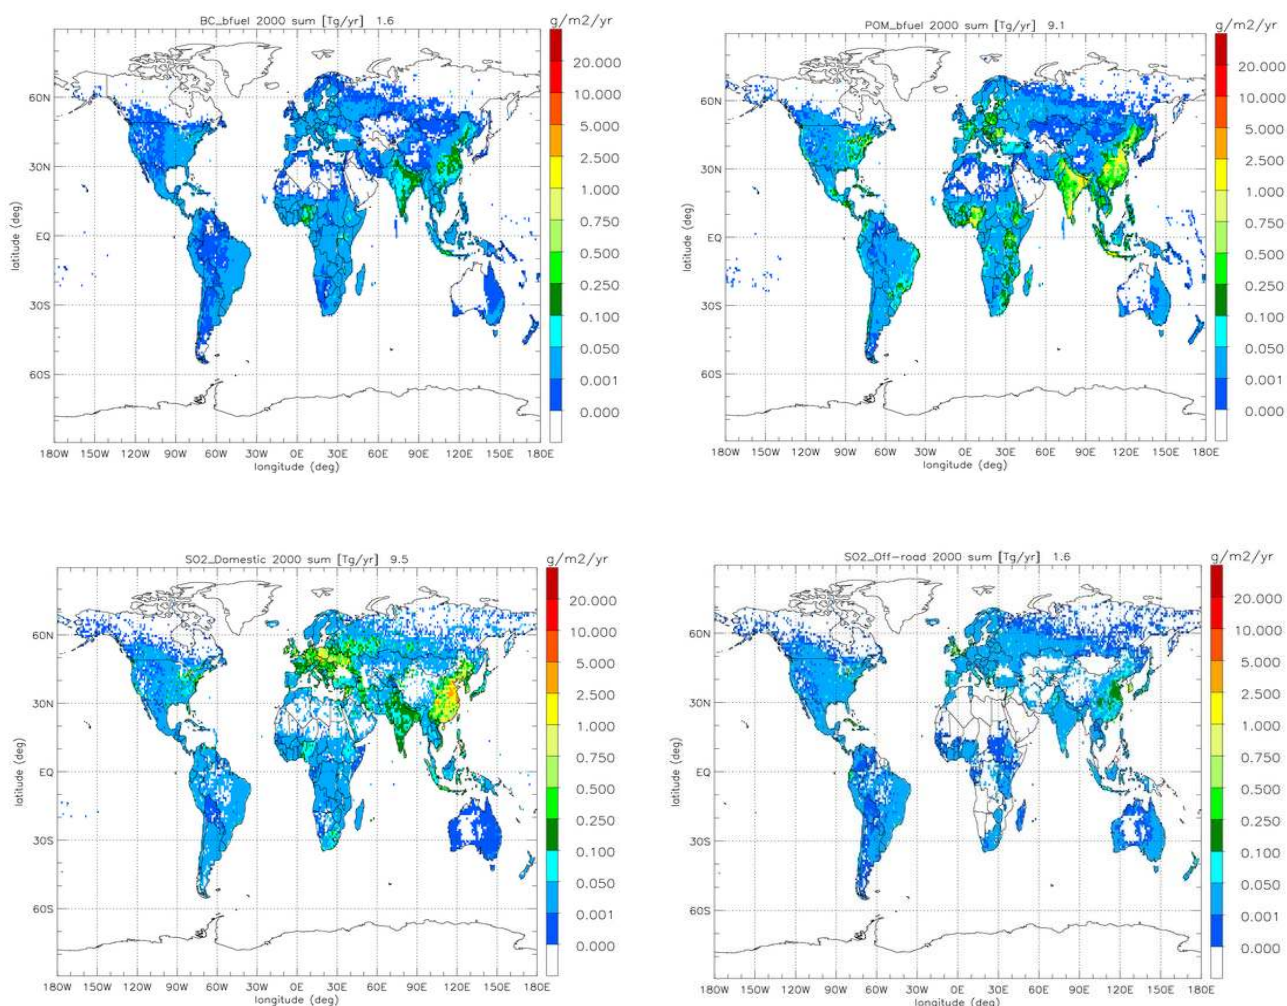 BC_bfuel 2000 sum [Tg/yr] 1.6
g/m2/yr
20.000
10.000
5.000
2.500
1.000
0.750
0.500
0.250
0.100
0.050
0.001
0.000
latitude (deg)
60N
30N
EQ
30S
60S
180W 150W 120W 90W 60W 30W 0E 30E 60E 90E 120E 150E 180E
longitude (deg)
POM_bfuel 2000 sum [Tg/yr] 9.1
g/m2/yr
20.000
10.000
5.000
2.500
1.000
0.750
0.500
0.250
0.100
0.050
0.001
0.000
latitude (deg)
60N
30N
EQ
30S
60S
180W 150W 120W 90W 60W 30W 0E 30E 60E 90E 120E 150E 180E
longitude (deg)
SO2_Domestic 2000 sum [Tg/yr] 9.5
g/m2/yr
20.000
10.000
5.000
2.500
1.000
0.750
0.500
0.250
0.100
0.050
0.001
0.000
latitude (deg)
60N
30N
EQ
30S
60S
180W 150W 120W 90W 60W 30W 0E 30E 60E 90E 120E 150E 180E
longitude (deg)
SO2_Off-road 2000 sum [Tg/yr] 1.6
g/m2/yr
20.000
10.000
5.000
2.500
1.000
0.750
0.500
0.250
0.100
0.050
0.001
0.000
latitude (deg)
60N
30N
EQ
30S
60S
180W 150W 120W 90W 60W 30W 0E 30E 60E 90E 120E 150E 180E
longitude (deg)